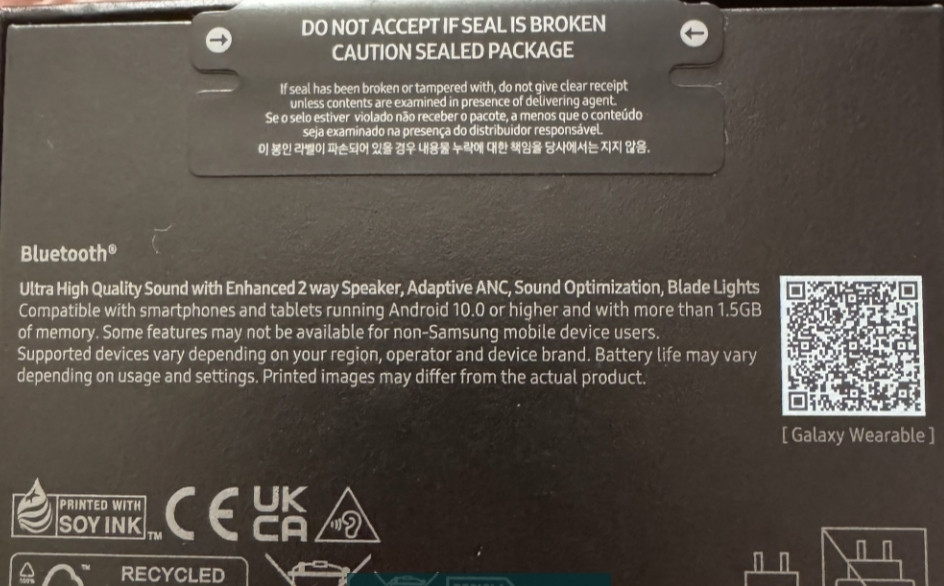 DO NOT ACCEPT IF SEAL IS BROKEN
CAUTION SEALED PACKAGE
If seal has been broken or tampered with, do not give clear receipt
unless contents are examined in presence of delivering agent.
Se o selo estiver violado não receber o pacote, a menos que o conteúdo
seja examinado na presença do distribuidor responsável.
이 봉인 라벨이 파손되어 있을 경우 내용물 누락에 대한 책임을 당사에서는 지지 않음.
Bluetooth®
Ultra High Quality Sound with Enhanced 2 way Speaker, Adaptive ANC, Sound Optimization, Blade Lights
Compatible with smartphones and tablets running Android 10.0 or higher and with more than 1.5GB
of memory. Some features may not be available for non-Samsung mobile device users.
Supported devices vary depending on your region, operator and device brand. Battery life may vary
depending on usage and settings. Printed images may differ from the actual product.
[ Galaxy Wearable ]
PRINTED WITH
SOY INK TM
CE
UK
CA
100%
TM
RECYCLED